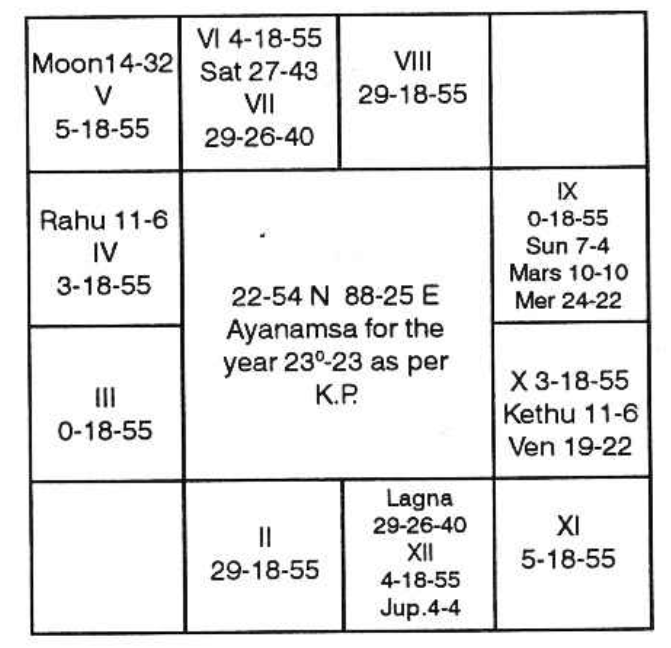 Moon14-32
V
5-18-55
VI 4-18-55
Sat 27-43
VII
29-26-40
VIII
29-18-55
Rahu 11-6
IV
3-18-55
22-54 N 88-25 E
Ayanamsa for the
year 23º-23 as per
K.P.
IX
0-18-55
Sun 7-4
Mars 10-10
Mer 24-22
III
0-18-55
X 3-18-55
Kethu 11-6
Ven 19-22
II
29-18-55
Lagna
29-26-40
XII
4-18-55
Jup.4-4
XI
5-18-55